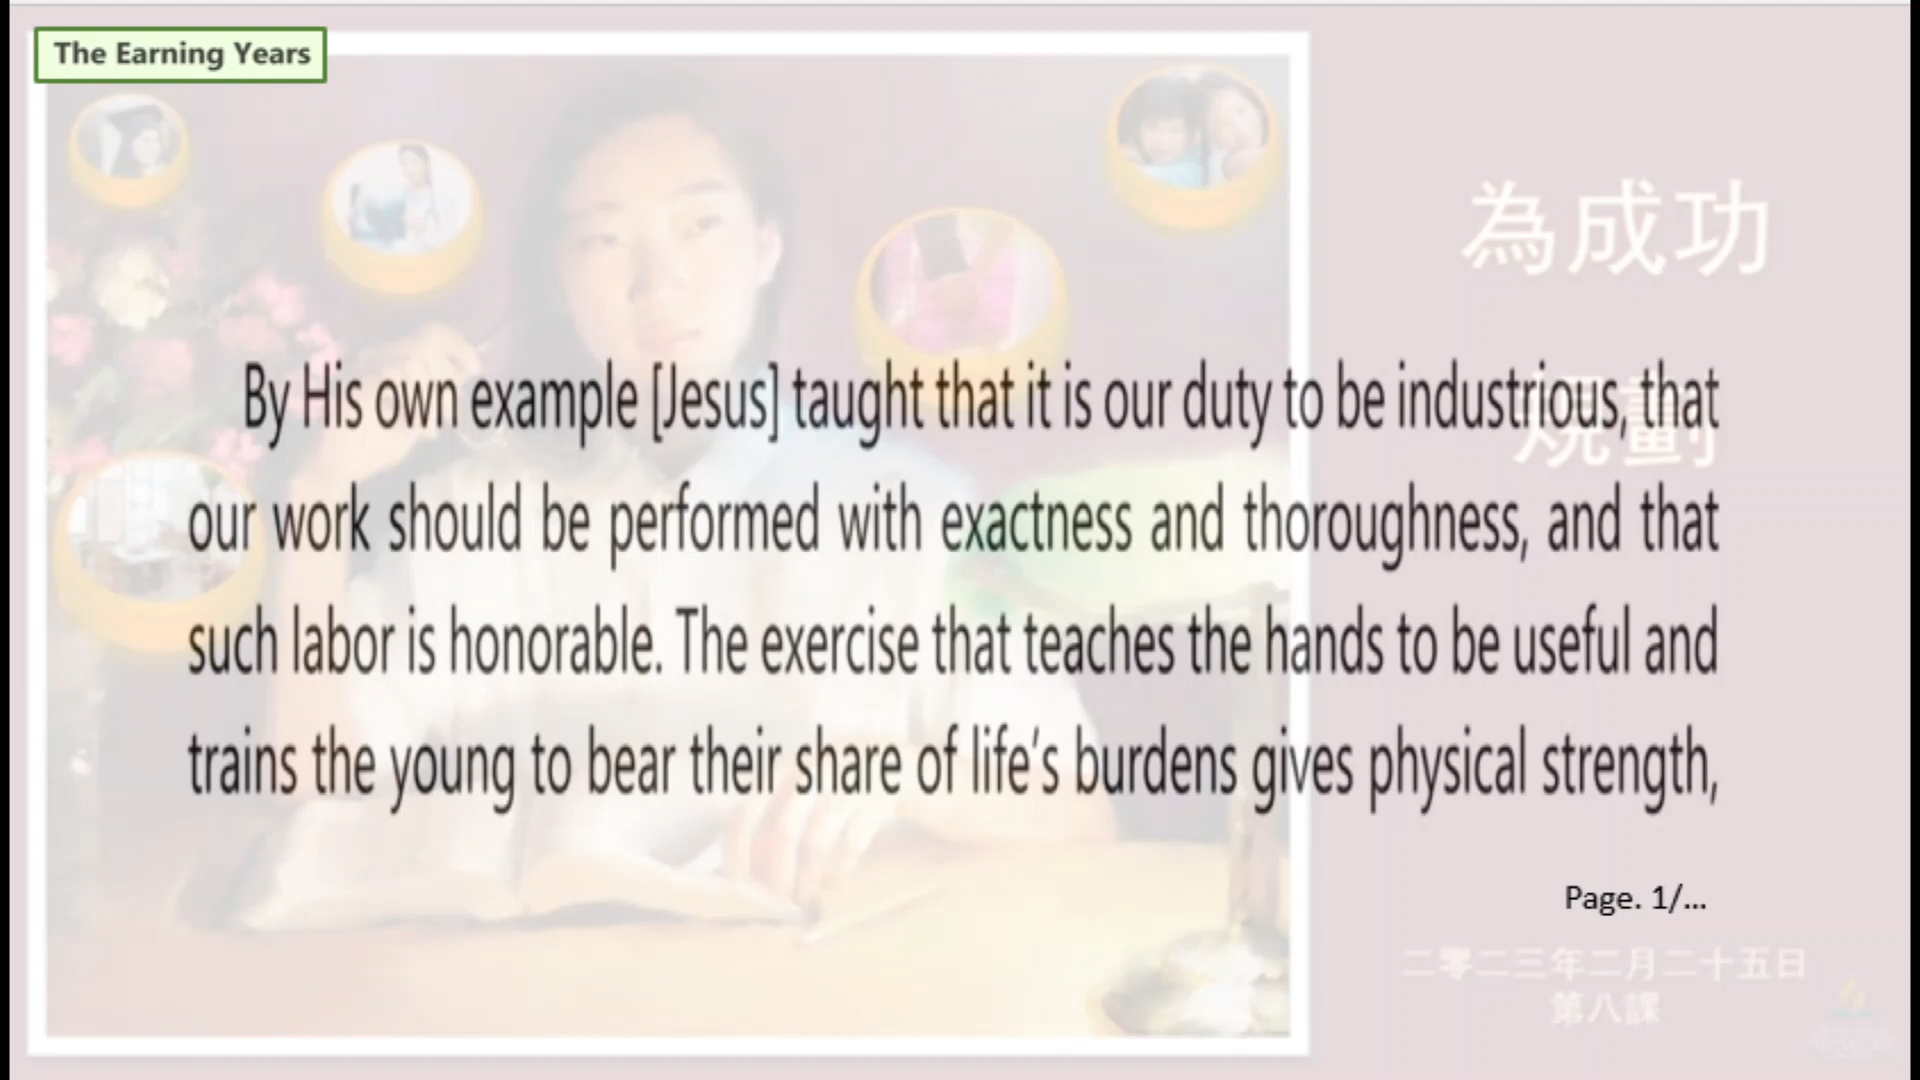 The Earning Years
為成功
規劃
By His own example [Jesus] taught that it is our duty to be industrious, that
our work should be performed with exactness and thoroughness, and that
such labor is honorable. The exercise that teaches the hands to be useful and
trains the young to bear their share of life's burdens gives physical strength,
Page. 1/...
二零二三年二月二十五日
第八課